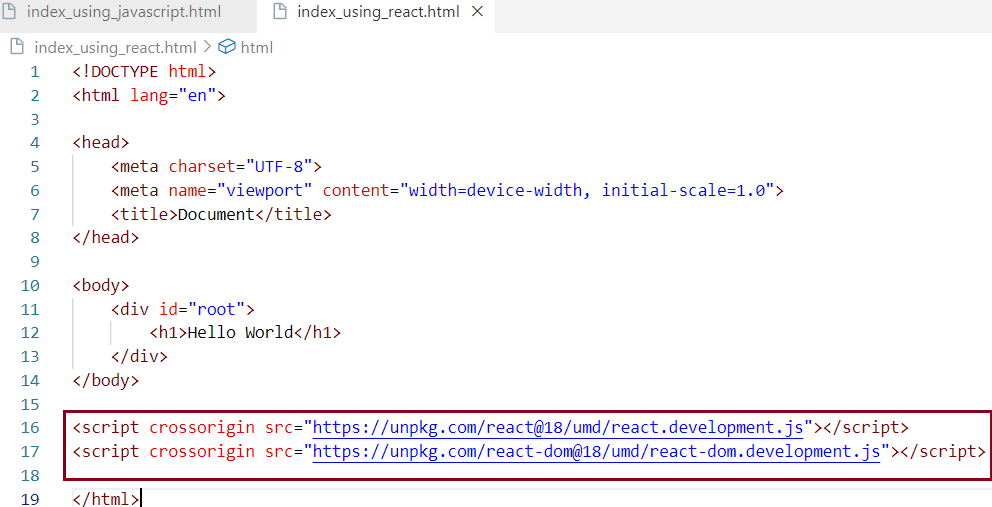 index_using_javascript.html index_using_react.html ×
index_using_react.html > html
1 <!DOCTYPE html>
2 <html lang="en">
3
4 <head>
5     <meta charset="UTF-8">
6     <meta name="viewport" content="width=device-width, initial-scale=1.0">
7     <title>Document</title>
8 </head>
9
10 <body>
11     <div id="root">
12         <h1>Hello World</h1>
13     </div>
14 </body>
15
16 <script crossorigin src="https://unpkg.com/react@18/umd/react.development.js"></script>
17 <script crossorigin src="https://unpkg.com/react-dom@18/umd/react-dom.development.js"></script>
18
19 </html>